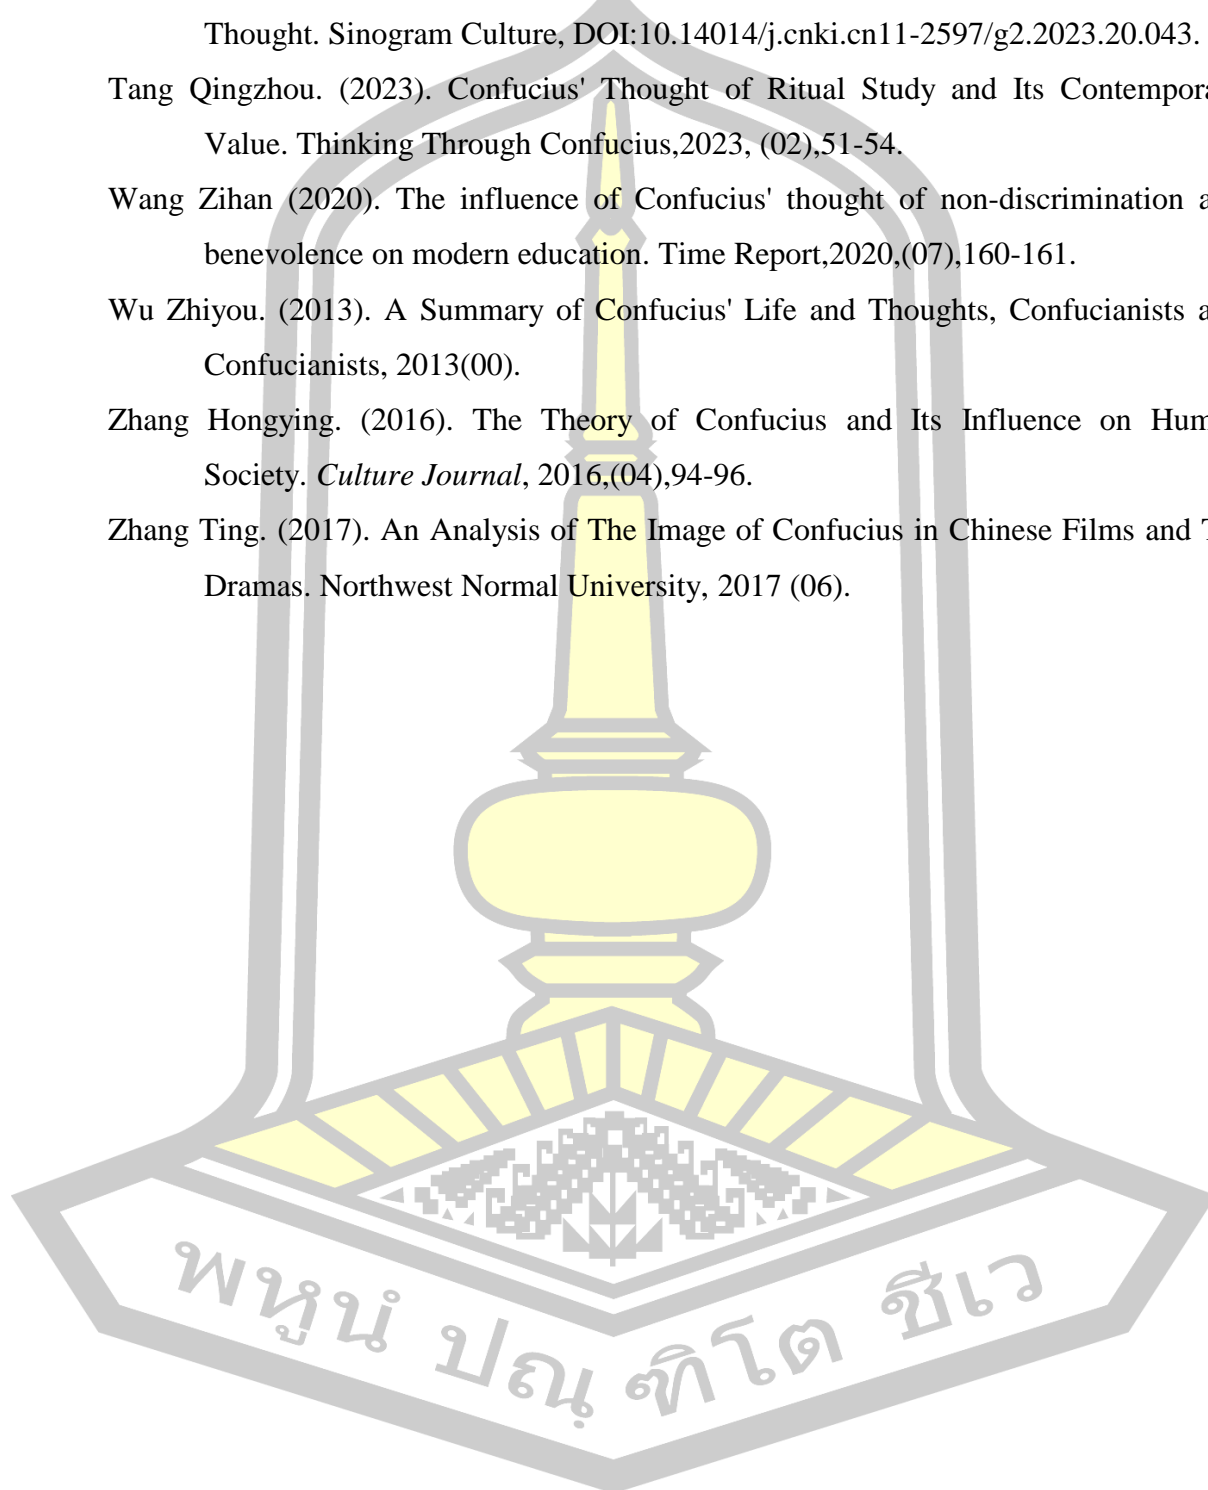 Thought. Sinogram Culture, DOI:10.14014/j.cnki.cn11-2597/g2.2023.20.043.
Tang Qingzhou. (2023). Confucius' Thought of Ritual Study and Its Contempora
Value. Thinking Through Confucius,2023, (02),51-54.
Wang Zihan (2020). The influence of Confucius' thought of non-discrimination a
benevolence on modern education. Time Report,2020,(07),160-161.
Wu Zhiyou. (2013). A Summary of Confucius' Life and Thoughts, Confucianists a
Confucianists, 2013(00).
Zhang Hongying. (2016). The Theory of Confucius and Its Influence on Hum
Society. Culture Journal, 2016,(04),94-96.
Zhang Ting. (2017). An Analysis of The Image of Confucius in Chinese Films and T
Dramas. Northwest Normal University, 2017 (06).
พหูนํ ปณฺฑิโต ชีเว